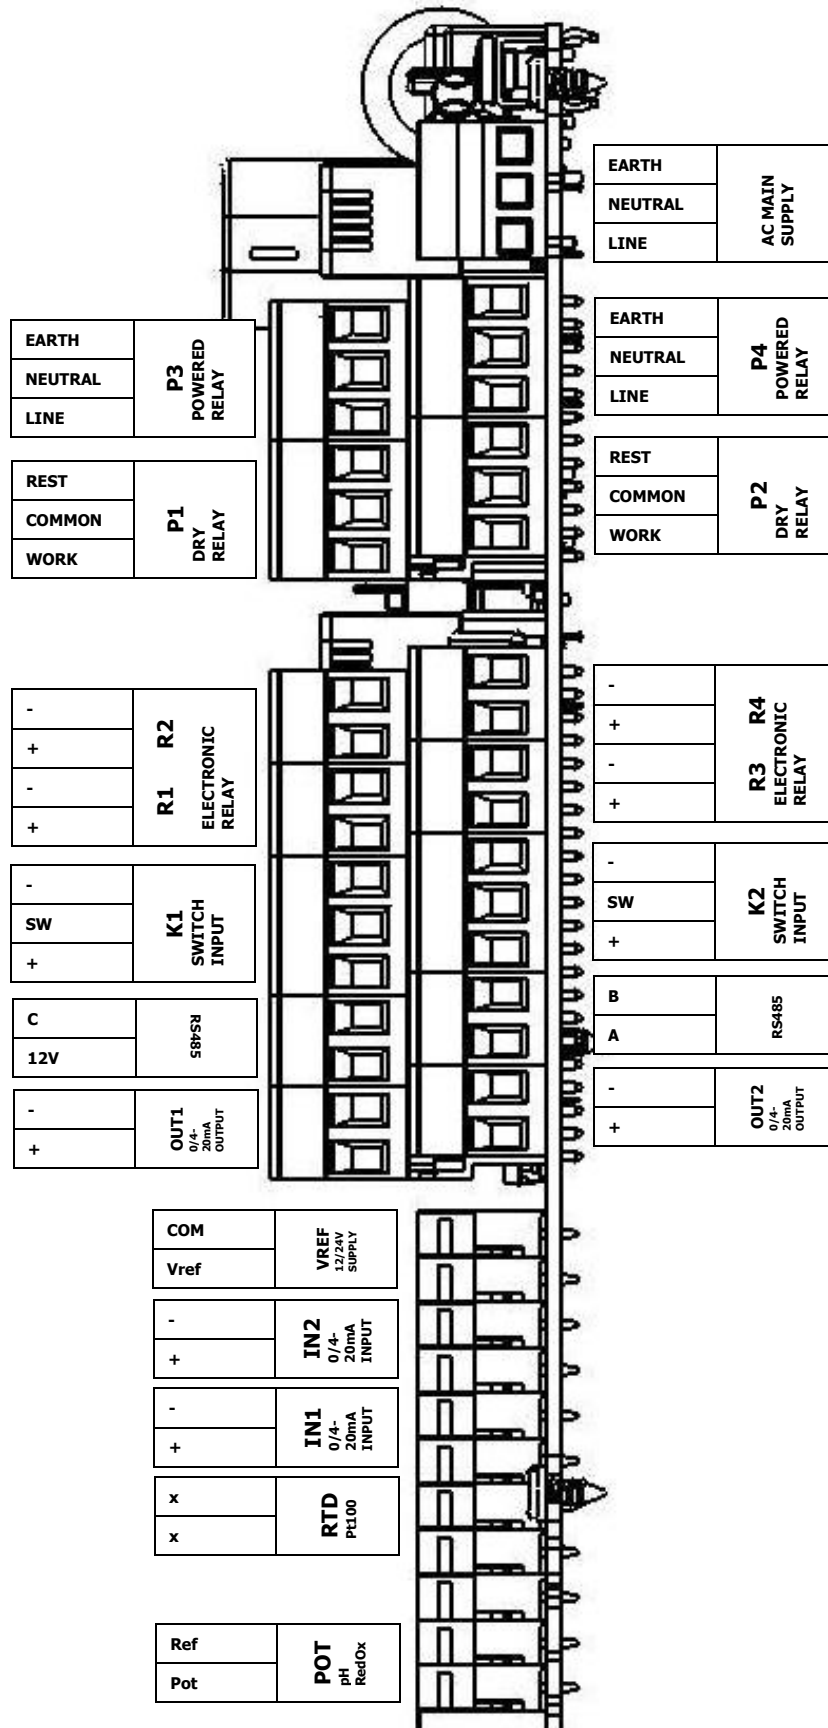 EARTH
NEUTRAL
LINE
AC MAIN
SUPPLY
EARTH
NEUTRAL
LINE
P3
POWERED
RELAY
EARTH
NEUTRAL
LINE
P4
POWERED
RELAY
REST
COMMON
WORK
P1
DRY
RELAY
REST
COMMON
WORK
P2
DRY
RELAY
-
+
-
+
R1 R2
ELECTRONIC
RELAY
-
+
-
+
R3 R4
ELECTRONIC
RELAY
-
SW
+
K1
SWITCH
INPUT
-
SW
+
K2
SWITCH
INPUT
C
12V
RS485
B
A
RS485
-
+
OUT1
0/4-
20mA
OUTPUT
-
+
OUT2
0/4-
20mA
OUTPUT
COM
Vref
VREF
12/24V
SUPPLY
-
+
IN2
0/4-
20mA
INPUT
-
+
IN1
0/4-
20mA
INPUT
x
x
RTD
Pt100
Ref
Pot
POT
pH
RedOx